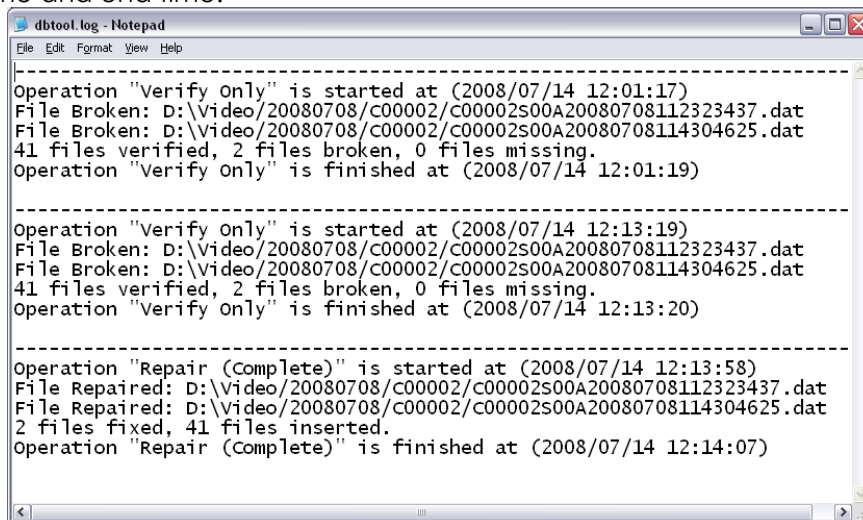 dbtool.log - Notepad
File Edit Format View Help
--------------------------------------------------------------------------------
Operation "Verify Only" is started at (2008/07/14 12:01:17)
File Broken: D:\Video/20080708/C00002/C00002S00A20080708112323437.dat
File Broken: D:\Video/20080708/C00002/C00002S00A20080708114304625.dat
41 files verified, 2 files broken, 0 files missing.
Operation "Verify Only" is finished at (2008/07/14 12:01:19)
--------------------------------------------------------------------------------
Operation "Verify Only" is started at (2008/07/14 12:13:19)
File Broken: D:\Video/20080708/C00002/C00002S00A20080708112323437.dat
File Broken: D:\Video/20080708/C00002/C00002S00A20080708114304625.dat
41 files verified, 2 files broken, 0 files missing.
Operation "Verify Only" is finished at (2008/07/14 12:13:20)
--------------------------------------------------------------------------------
Operation "Repair (Complete)" is started at (2008/07/14 12:13:58)
File Repaired: D:\Video/20080708/C00002/C00002S00A20080708112323437.dat
File Repaired: D:\Video/20080708/C00002/C00002S00A20080708114304625.dat
2 files fixed, 41 files inserted.
Operation "Repair (Complete)" is finished at (2008/07/14 12:14:07)